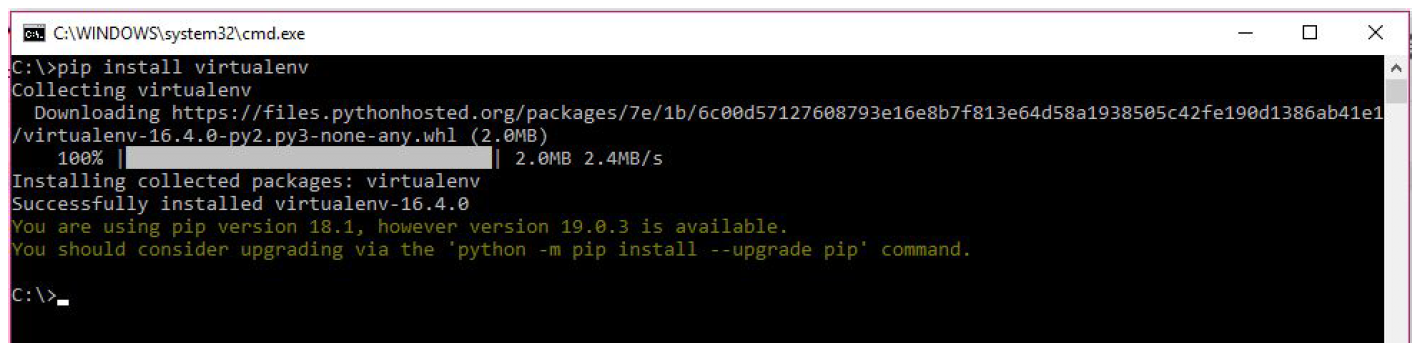 C:\WINDOWS\system32\cmd.exe
C:\>pip install virtualenv
Collecting virtualenv
  Downloading https://files.pythonhosted.org/packages/7e/1b/6c00d57127608793e16e8b7f813e64d58a1938505c42fe190d1386ab41e1
/virtualenv-16.4.0-py2.py3-none-any.whl (2.0MB)
    100% || 2.0MB 2.4MB/s
Installing collected packages: virtualenv
Successfully installed virtualenv-16.4.0
You are using pip version 18.1, however version 19.0.3 is available.
You should consider upgrading via the 'python -m pip install --upgrade pip' command.
C:\>